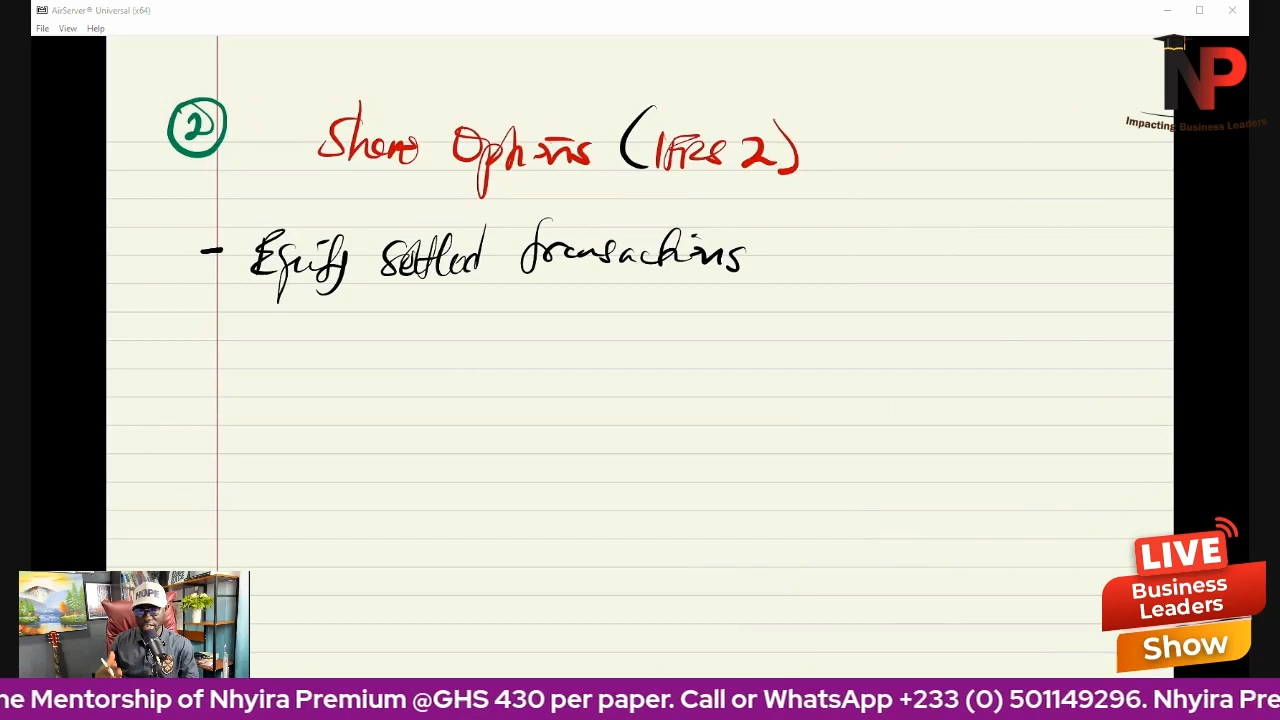 AirServer® Universal (x64)
File View Help
NP
Impacting Business Leaders
2
Share Options (IFRS 2)
- Equity settled transactions
HOPE
LIVE
Business
Leaders
Show
he Mentorship of Nhyira Premium @GHS 430 per paper. Call or WhatsApp +233 (0) 501149296. Nhyira Pre